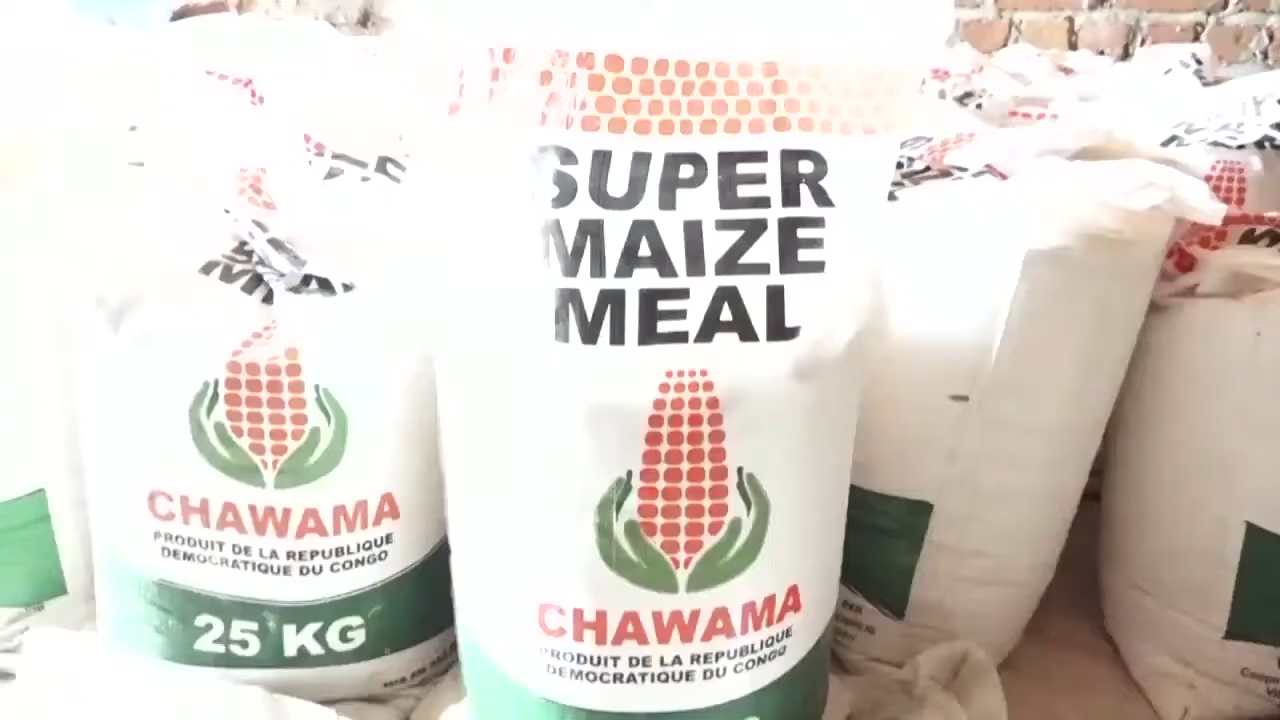 SUPER
MAIZE
MEAL
CHAWAMA
PRODUIT DE LA REPUBLIQUE
DEMOCRATIQUE DU CONGO
CHAWAMA
PRODUIT DE LA REPUBLIQUE
DEMOCRATIQUE DU CONGO
25 KG